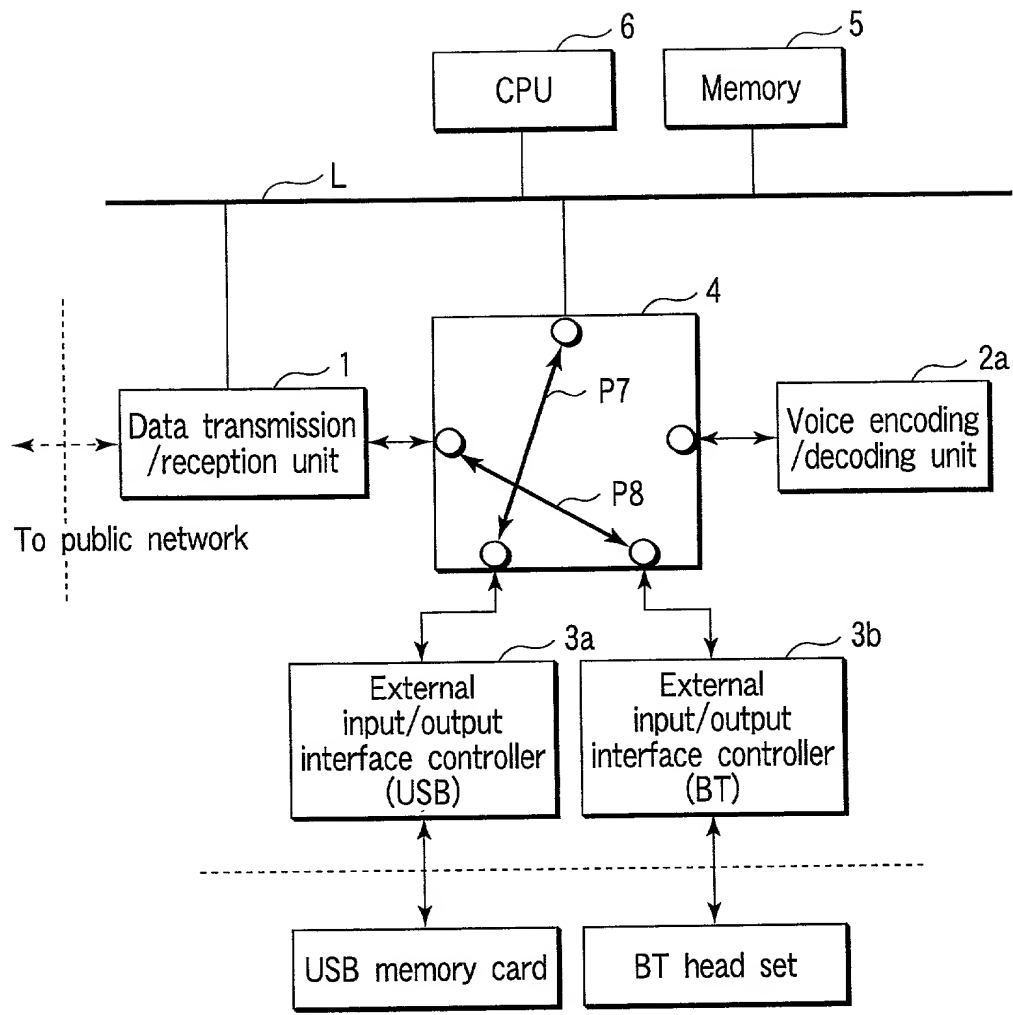 6
5
CPU
Memory
L
4
1
2a
P7
Data transmission
/reception unit
Voice encoding
/decoding unit
P8
To public network
3a
3b
External
input/output
interface controller
(USB)
External
input/output
interface controller
(BT)
USB memory card
BT head set